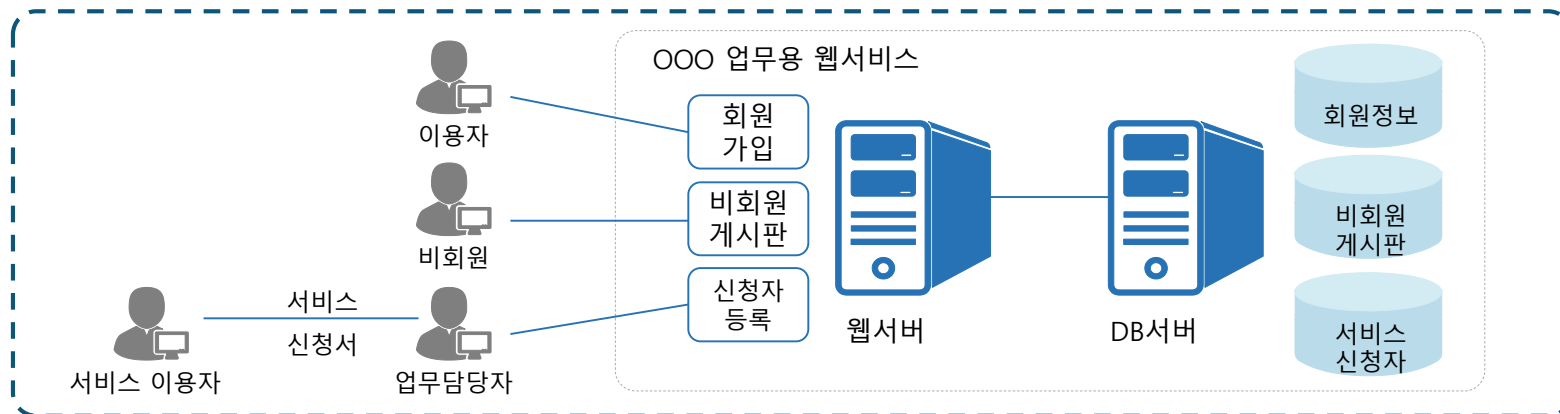 OOO 업무용 웹서비스
이용자
회원
가입
회원정보
비회원
비회원
게시판
비회원
게시판
서비스
신청서
신청자
등록
웹서버
DB서버
서비스
신청자
서비스 이용자
업무담당자